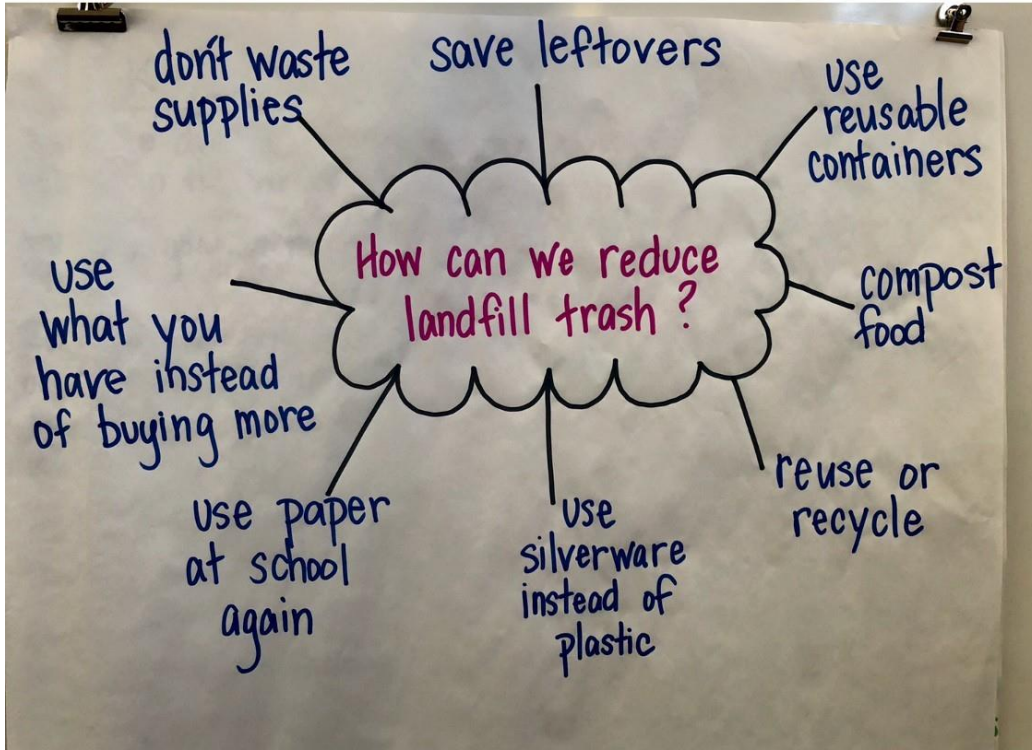 How can we reduce
landfill trash ?
don't waste
supplies
save leftovers
use
reusable
containers
compost
food
reuse or
recycle
use
silverware
instead of
plastic
use paper
at school
again
use
what you
have instead
of buying more